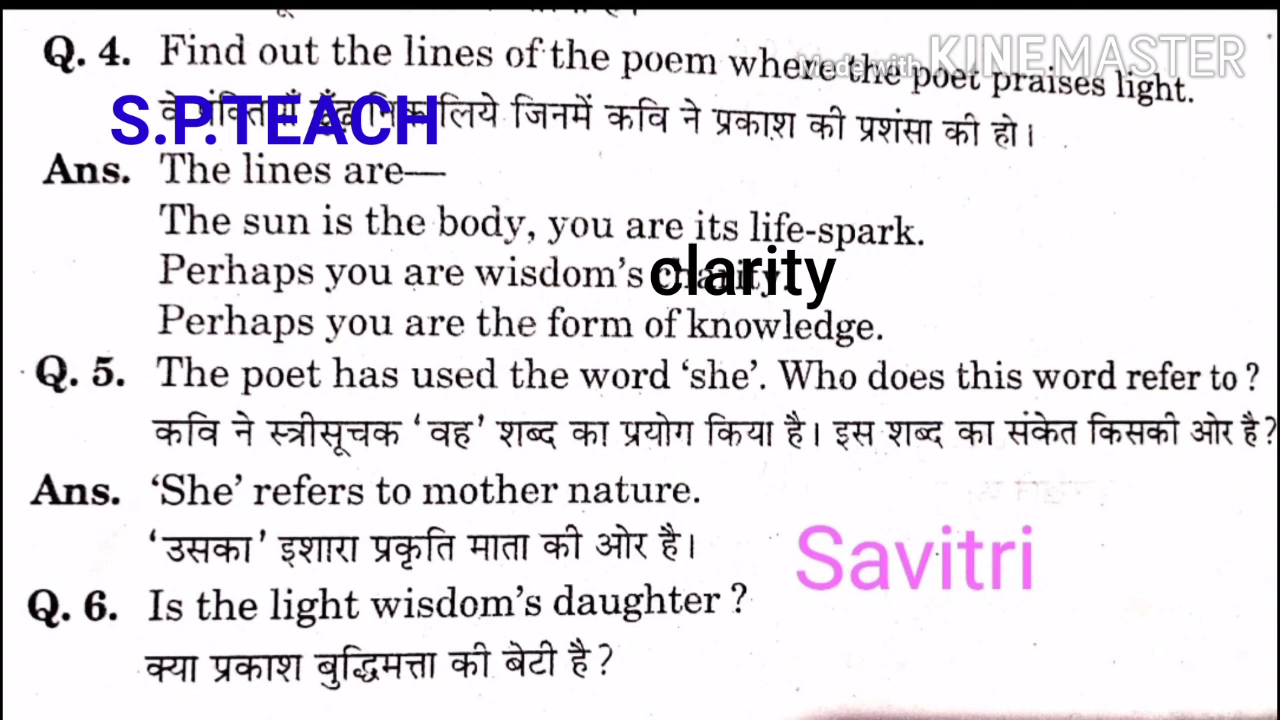 Made with KINEMASTER
Q. 4. Find out the lines of the poem where the poet praises light.
S.P.TEACH
वे पंक्तियाँ ढूँढ़ निकालिये जिनमें कवि ने प्रकाश की प्रशंसा की हो।
Ans. The lines are—
The sun is the body, you are its life-spark.
Perhaps you are wisdom's clarity
Perhaps you are the form of knowledge.
Q. 5. The poet has used the word 'she'. Who does this word refer to ?
कवि ने स्त्रीसूचक 'वह' शब्द का प्रयोग किया है। इस शब्द का संकेत किसकी ओर है?
Ans. 'She' refers to mother nature.
'उसका' इशारा प्रकृति माता की ओर है।
Savitri
Q. 6. Is the light wisdom's daughter ?
क्या प्रकाश बुद्धिमत्ता की बेटी है?